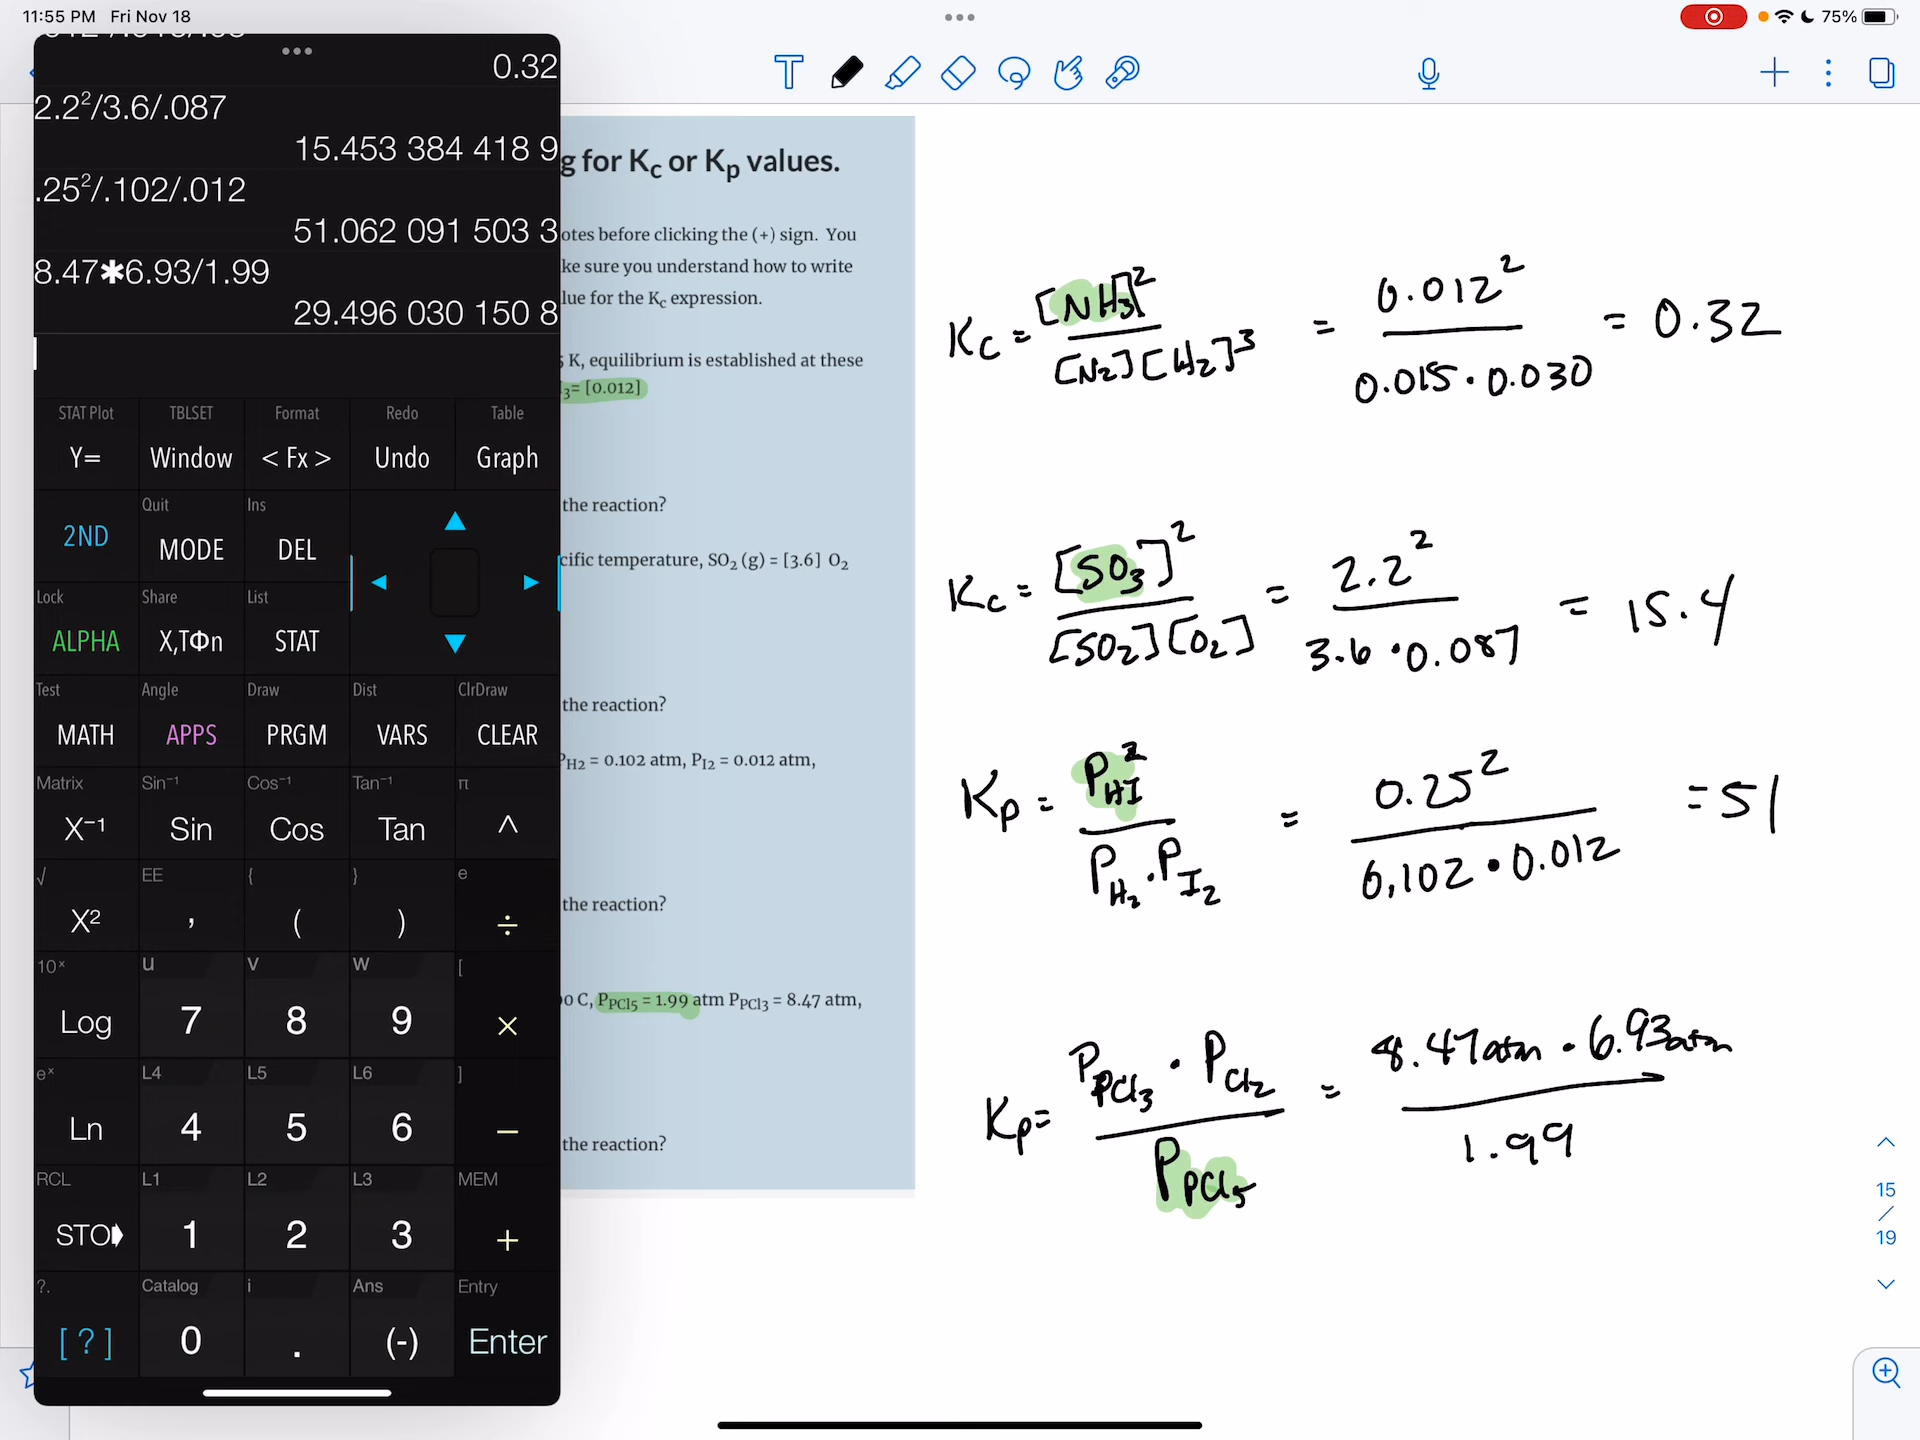 11:55 PM Fri Nov 18
75%
0.32
2.2²/3.6/.087
15.453 384 418 9
.25²/.102/.012
51.062 091 503 3
8.47✱6.93/1.99
29.496 030 150 8
STAT Plot TBLSET Format Redo Table
Y= Window < Fx > Undo Graph
Quit Ins
2ND MODE DEL
Lock Share List
ALPHA X,TΦn STAT
Test Angle Draw Dist ClrDraw
MATH APPS PRGM VARS CLEAR
Matrix Sin⁻¹ Cos⁻¹ Tan⁻¹ π
X⁻¹ Sin Cos Tan ^
√ EE { } e
X² , ( ) ÷
10ˣ u v w [
Log 7 8 9 ×
eˣ L4 L5 L6 ]
Ln 4 5 6 −
RCL L1 L2 L3 MEM
STO 1 2 3 +
?. Catalog i Ans Entry
[ ? ] 0 . (-) Enter
g for Kc or Kp values.
otes before clicking the (+) sign. You
ke sure you understand how to write
lue for the Kc expression.
K, equilibrium is established at these
₃= [0.012]
the reaction?
cific temperature, SO₂ (g) = [3.6] O₂
the reaction?
PH2 = 0.102 atm, PI2 = 0.012 atm,
the reaction?
00 C, PPCl5 = 1.99 atm PPCl3 = 8.47 atm,
the reaction?
Kc = [NH₃]² / [N₂][H₂]³ = 0.012² / 0.015 · 0.030 = 0.32
Kc = [SO₃]² / [SO₂][O₂] = 2.2² / 3.6 · 0.087 = 15.4
Kp = PHI² / PH₂ · PI₂ = 0.25² / 0.102 · 0.012 = 51
Kp = PPCl₃ · PCl₂ / PPCl₅ = 8.47atm · 6.93atm / 1.99
15
/
19